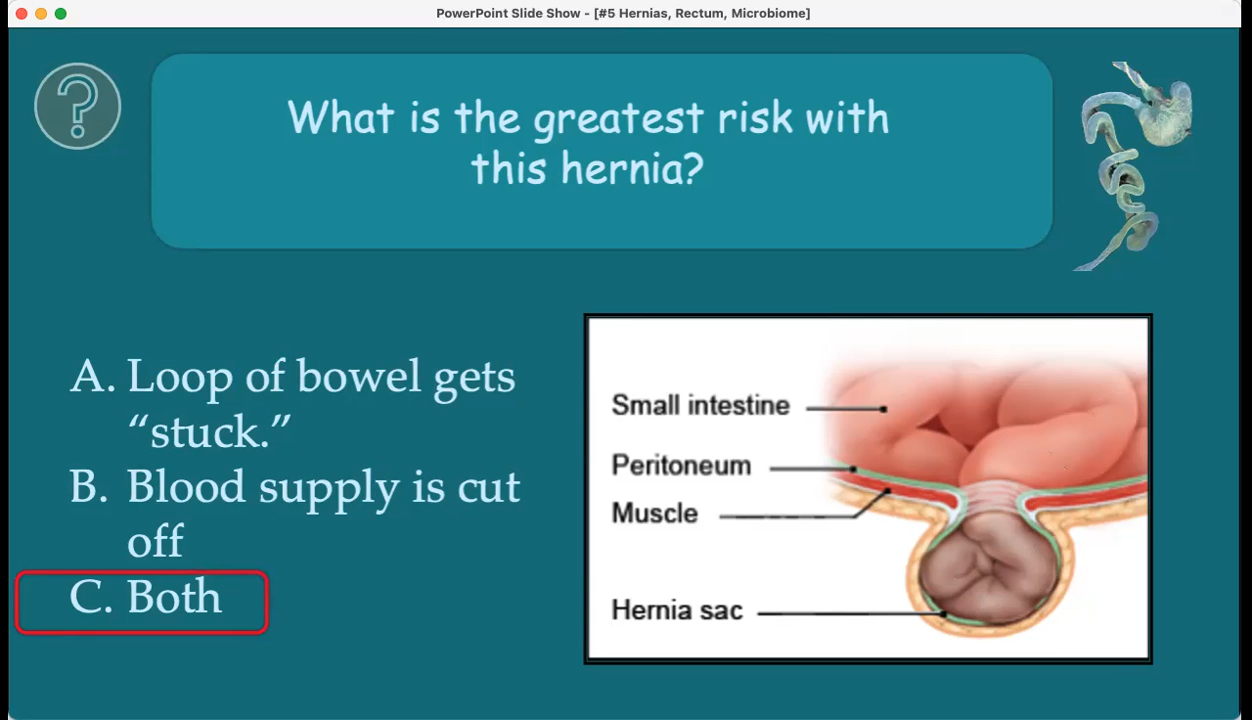 PowerPoint Slide Show - [#5 Hernias, Rectum, Microbiome]
?
What is the greatest risk with
this hernia?
A. Loop of bowel gets
“stuck.”
B. Blood supply is cut
off
C. Both
Small intestine
Peritoneum
Muscle
Hernia sac